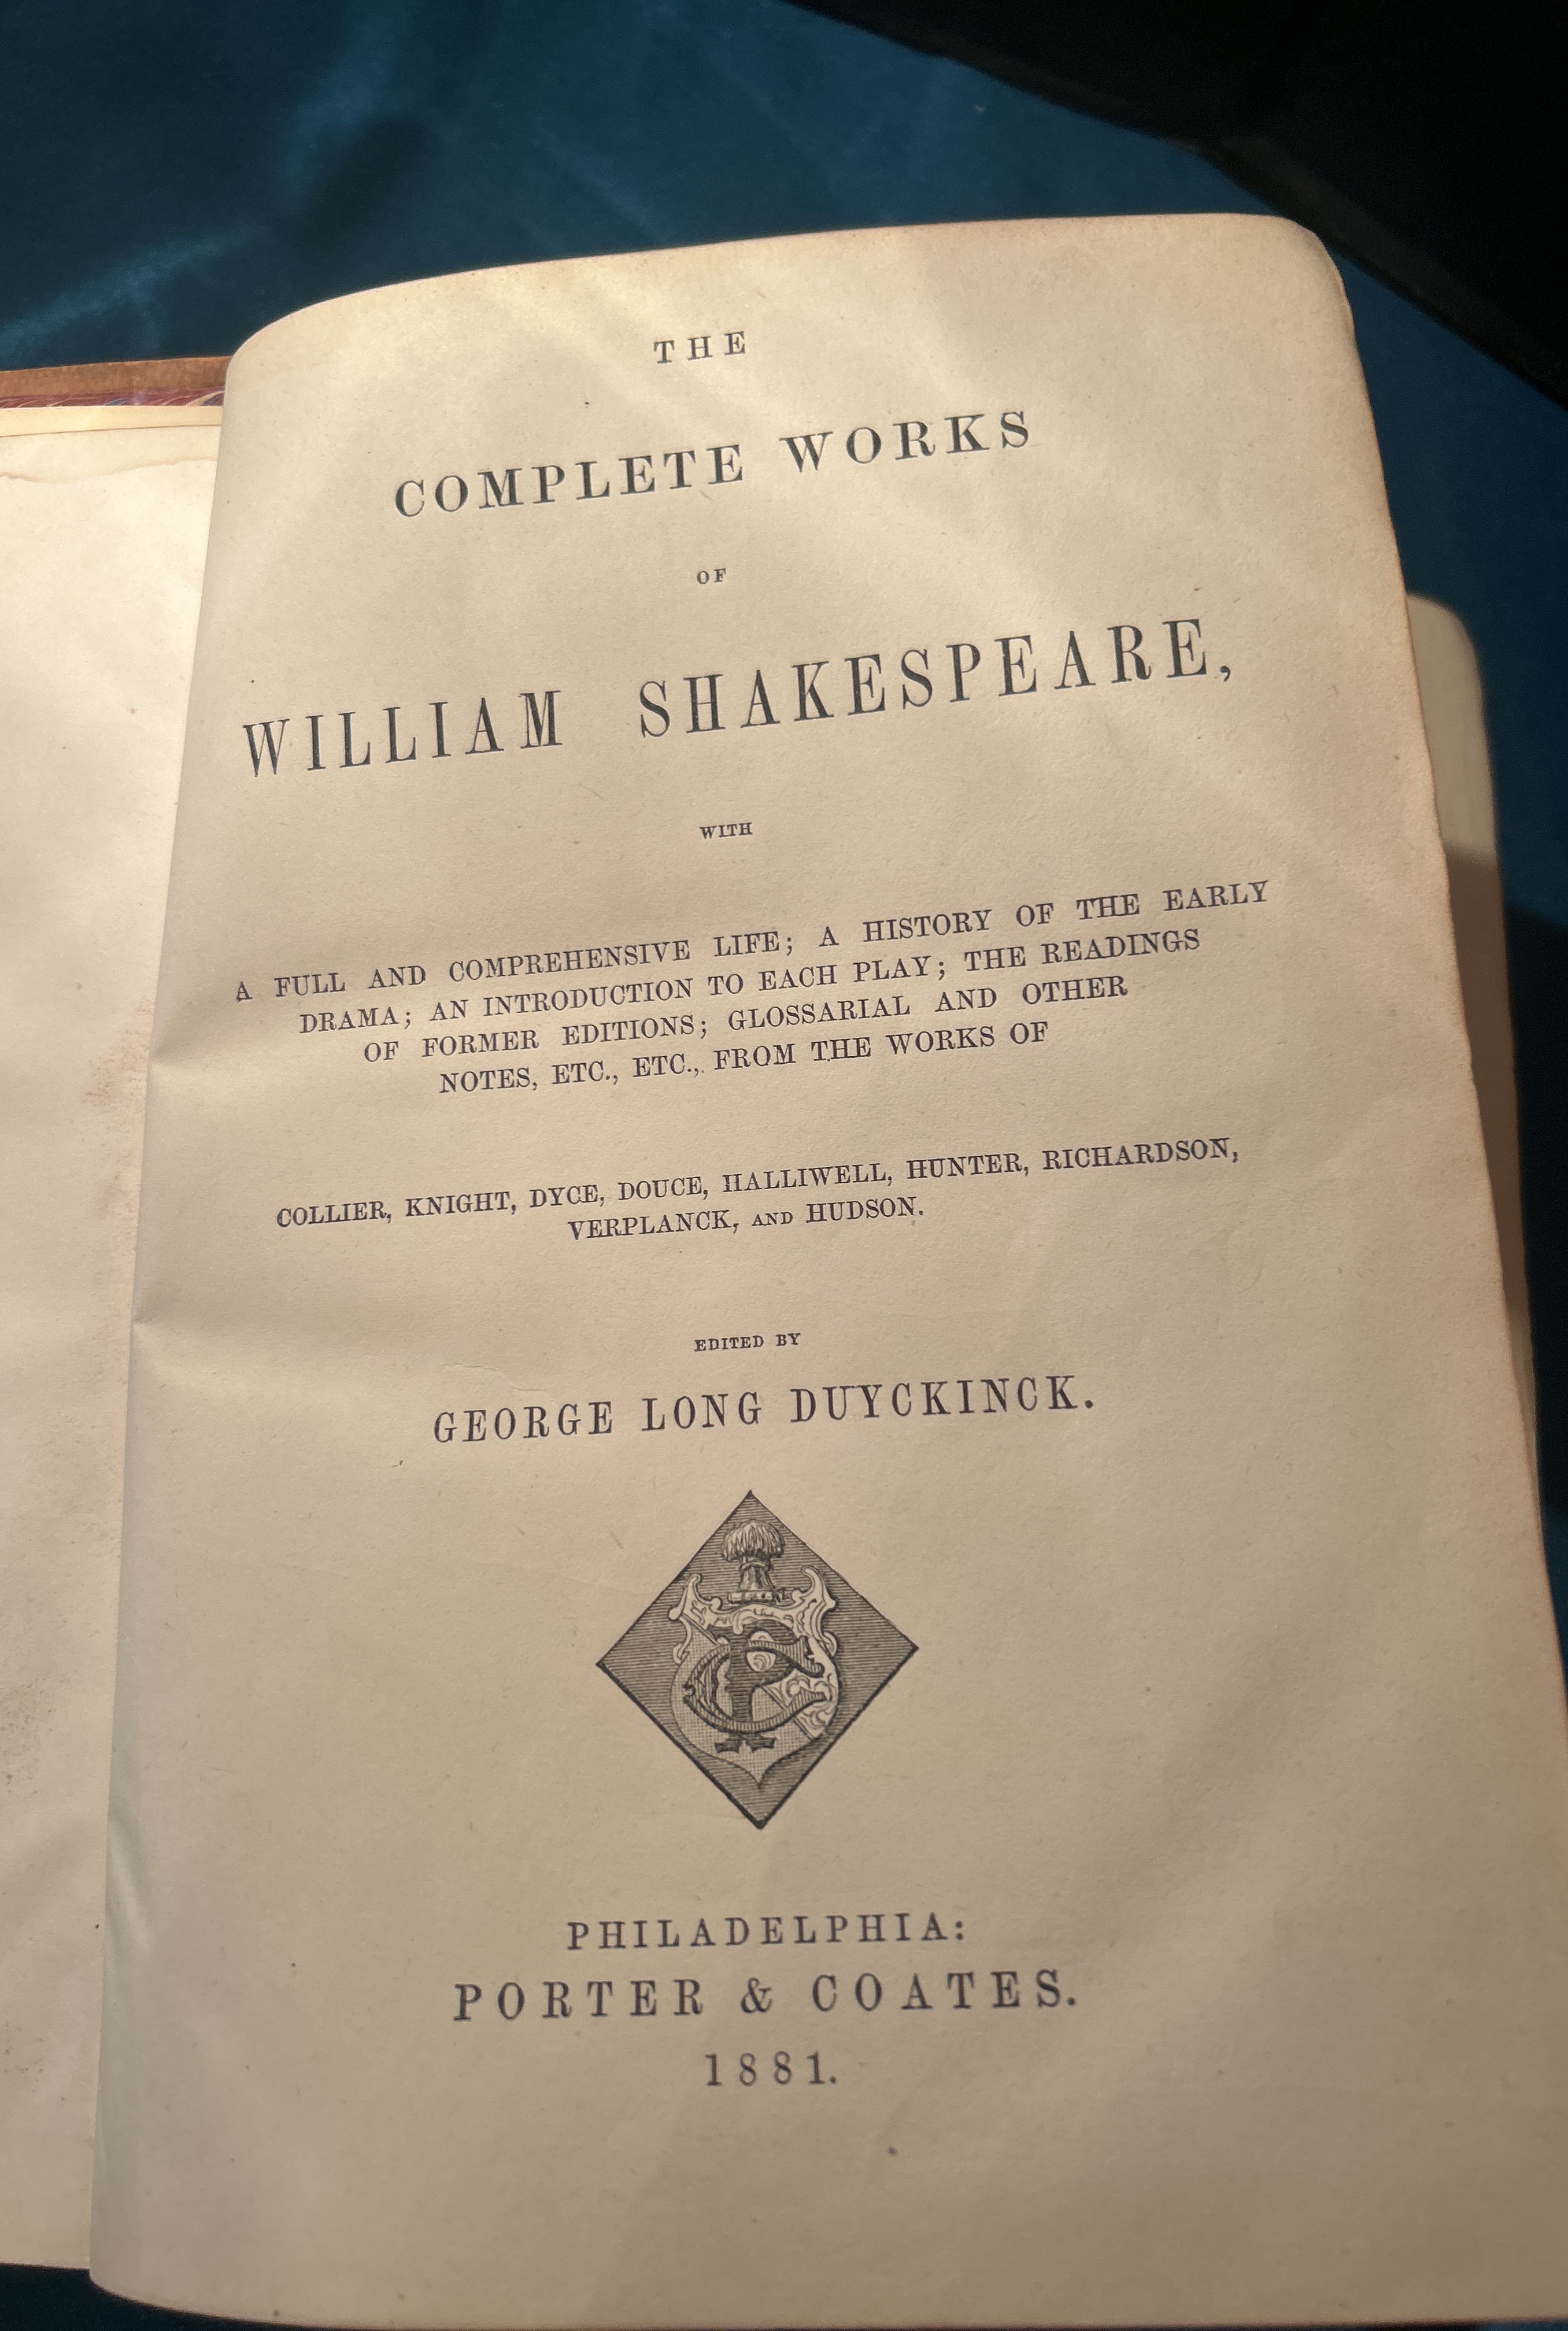 THE
COMPLETE WORKS
OF
WILLIAM SHAKESPEARE,
WITH
A FULL AND COMPREHENSIVE LIFE; A HISTORY OF THE EARLY
DRAMA; AN INTRODUCTION TO EACH PLAY; THE READINGS
OF FORMER EDITIONS; GLOSSARIAL AND OTHER
NOTES, ETC., ETC., FROM THE WORKS OF
COLLIER, KNIGHT, DYCE, DOUCE, HALLIWELL, HUNTER, RICHARDSON,
VERPLANCK, AND HUDSON.
EDITED BY
GEORGE LONG DUYCKINCK.
PHILADELPHIA:
PORTER & COATES.
1881.